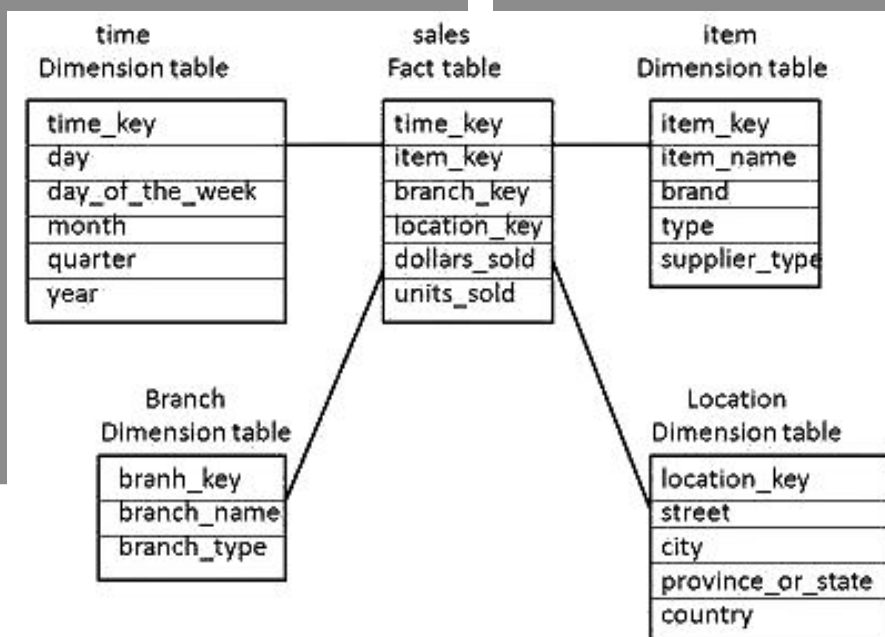 time
Dimension table
time_key
day
day_of_the_week
month
quarter
year
sales
Fact table
time_key
item_key
branch_key
location_key
dollars_sold
units_sold
item
Dimension table
item_key
item_name
brand
type
supplier_type
Branch
Dimension table
branh_key
branch_name
branch_type
Location
Dimension table
location_key
street
city
province_or_state
country